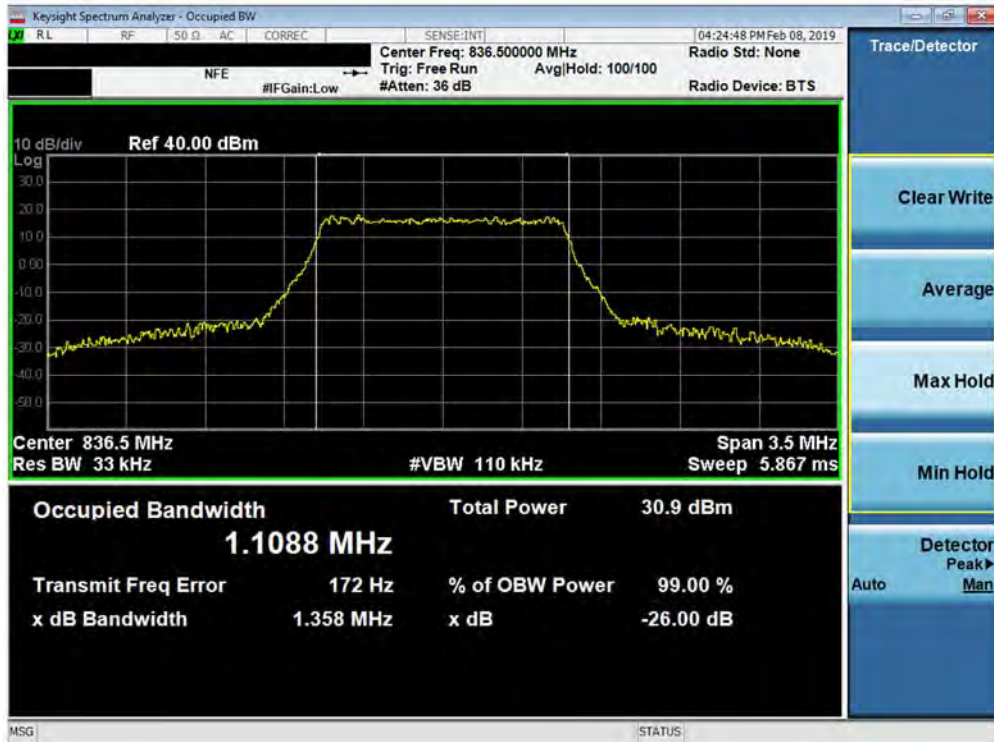 Keysight Spectrum Analyzer - Occupied BW
LXI RL RF 50 Ω AC CORREC SENSE:INT 04:24:48 PM Feb 08, 2019
Center Freq: 836.500000 MHz Radio Std: None
NFE Trig: Free Run Avg|Hold: 100/100
#IFGain:Low #Atten: 36 dB Radio Device: BTS
10 dB/div Ref 40.00 dBm
Log
30.0
20.0
10.0
0.00
-10.0
-20.0
-30.0
-40.0
-50.0
Center 836.5 MHz Span 3.5 MHz
Res BW 33 kHz #VBW 110 kHz Sweep 5.867 ms
Occupied Bandwidth Total Power 30.9 dBm
1.1088 MHz
Transmit Freq Error 172 Hz % of OBW Power 99.00 %
x dB Bandwidth 1.358 MHz x dB -26.00 dB
Trace/Detector
Clear Write
Average
Max Hold
Min Hold
Detector
Peak▶
Auto Man
MSG STATUS